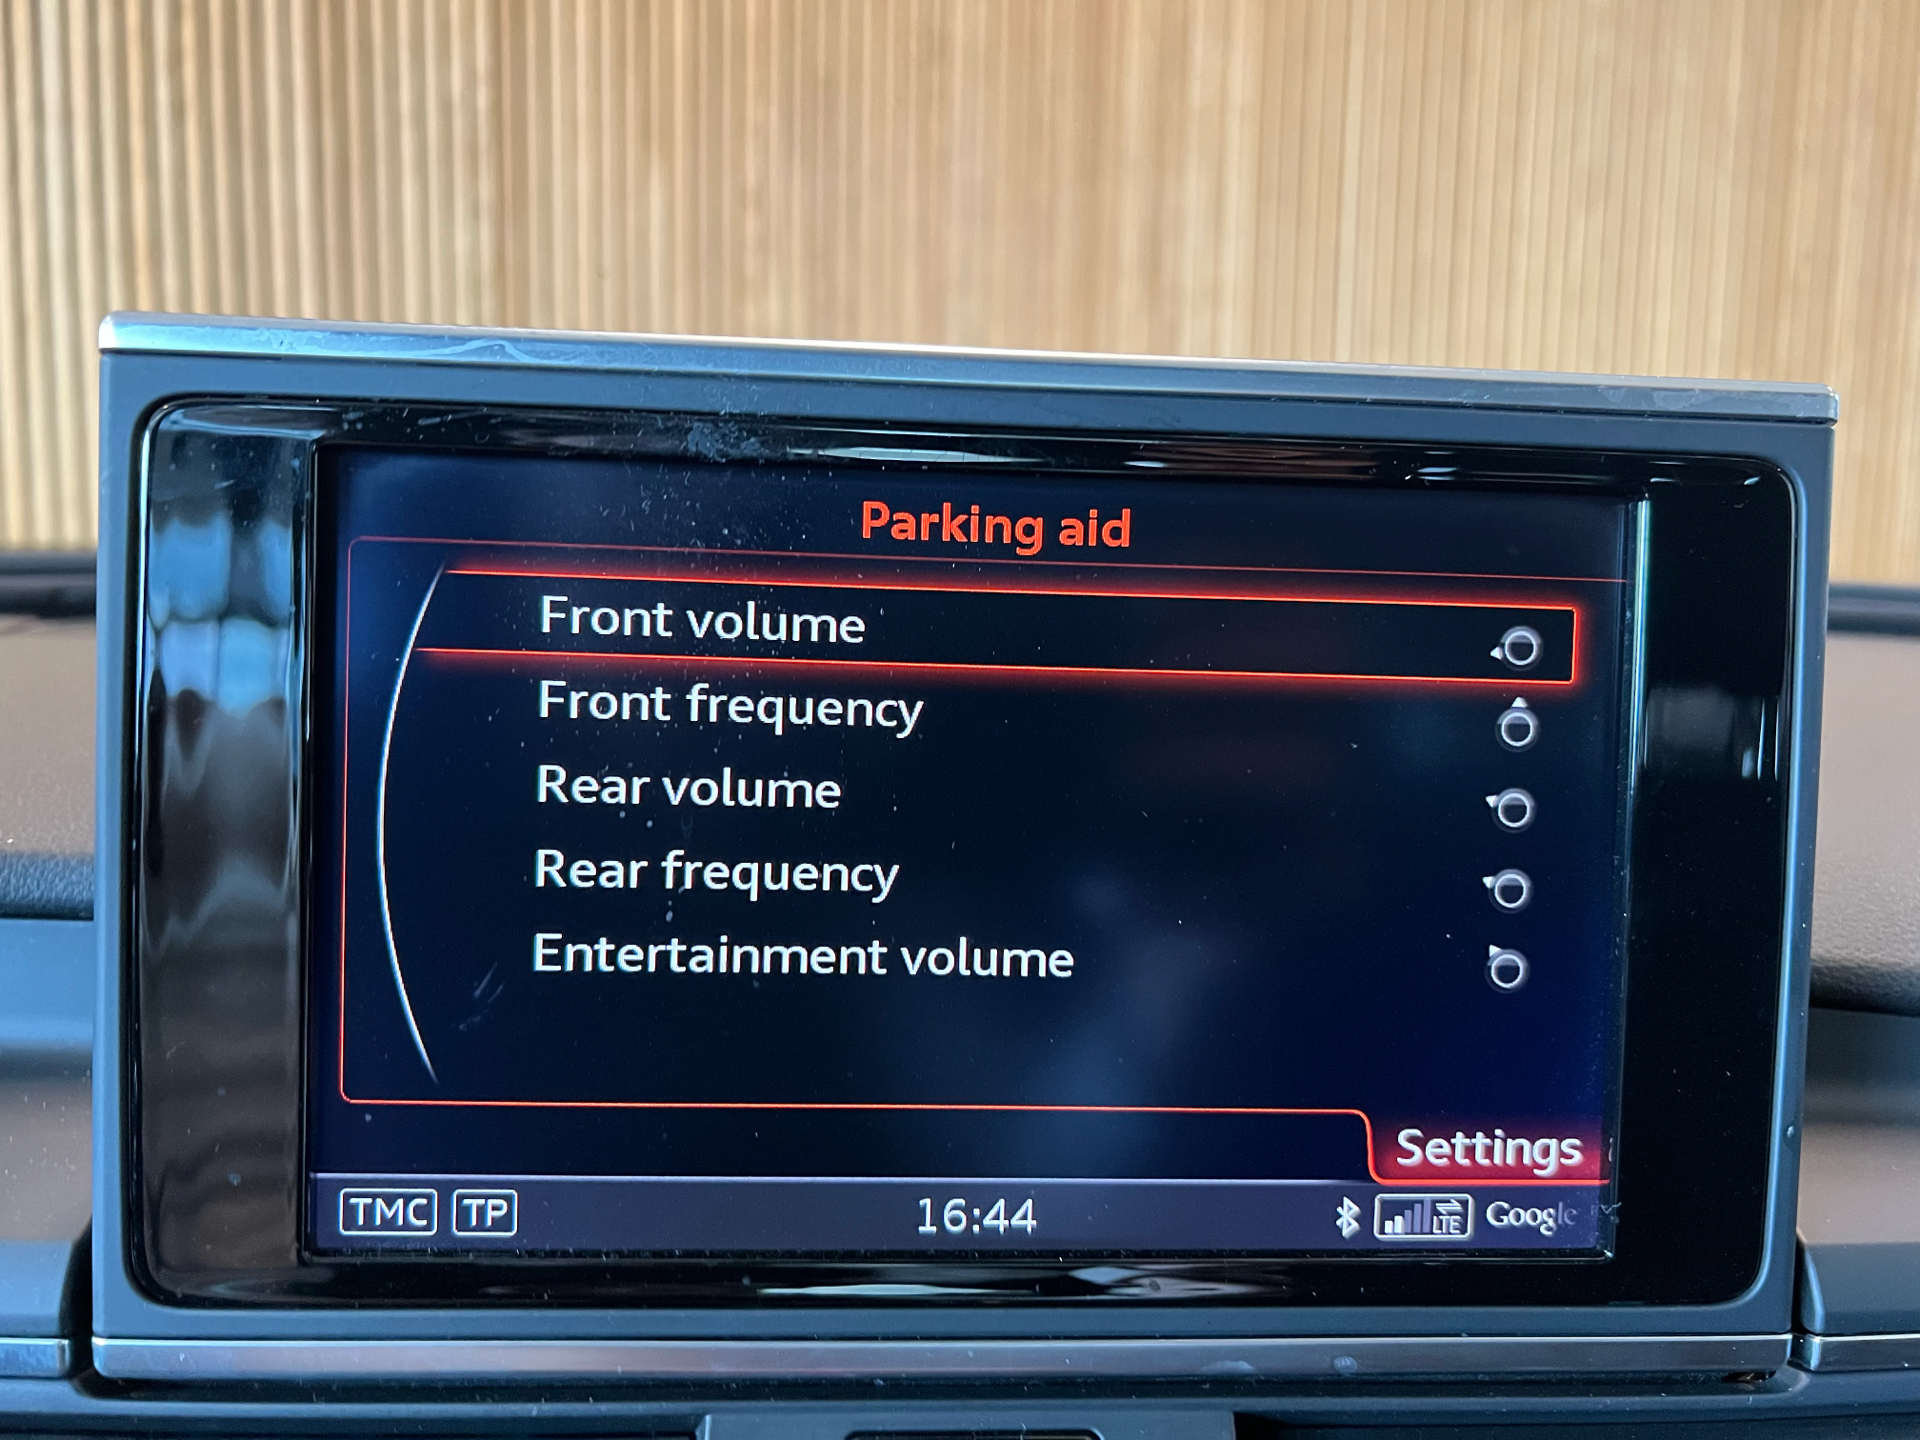 Parking aid
Front volume
Front frequency
Rear volume
Rear frequency
Entertainment volume
Settings
TMC TP 16:44 LTE Google